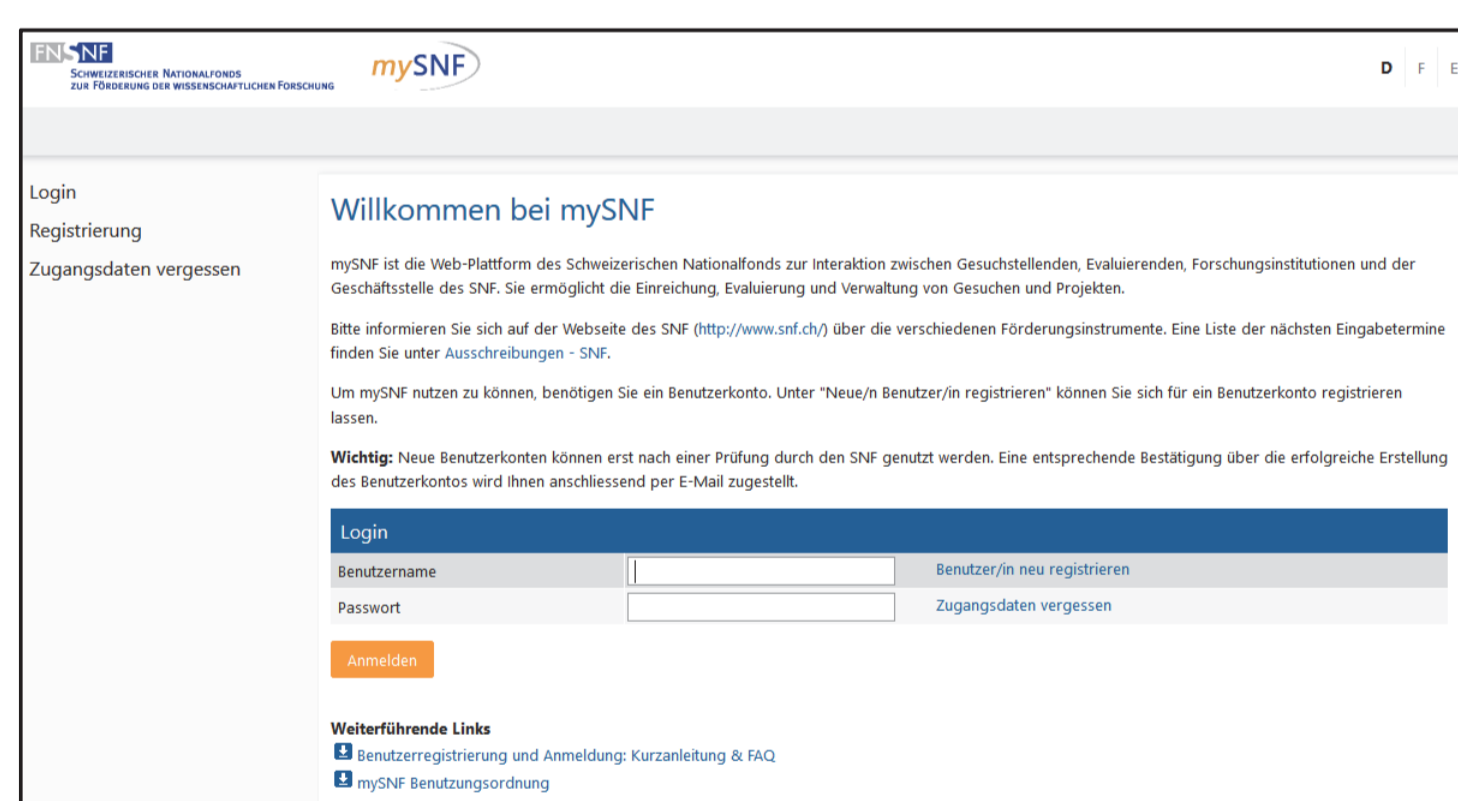 FNSNF
SCHWEIZERISCHER NATIONALFONDS
ZUR FÖRDERUNG DER WISSENSCHAFTLICHEN FORSCHUNG
mySNF
D F E
Login
Registrierung
Zugangsdaten vergessen
Willkommen bei mySNF
mySNF ist die Web-Plattform des Schweizerischen Nationalfonds zur Interaktion zwischen Gesuchstellenden, Evaluierenden, Forschungsinstitutionen und der
Geschäftsstelle des SNF. Sie ermöglicht die Einreichung, Evaluierung und Verwaltung von Gesuchen und Projekten.
Bitte informieren Sie sich auf der Webseite des SNF (http://www.snf.ch/) über die verschiedenen Förderungsinstrumente. Eine Liste der nächsten Eingabetermine
finden Sie unter Ausschreibungen - SNF.
Um mySNF nutzen zu können, benötigen Sie ein Benutzerkonto. Unter "Neue/n Benutzer/in registrieren" können Sie sich für ein Benutzerkonto registrieren
lassen.
Wichtig: Neue Benutzerkonten können erst nach einer Prüfung durch den SNF genutzt werden. Eine entsprechende Bestätigung über die erfolgreiche Erstellung
des Benutzerkontos wird Ihnen anschliessend per E-Mail zugestellt.
Login
Benutzername Benutzer/in neu registrieren
Passwort Zugangsdaten vergessen
Anmelden
Weiterführende Links
Benutzerregistrierung und Anmeldung: Kurzanleitung & FAQ
mySNF Benutzungsordnung